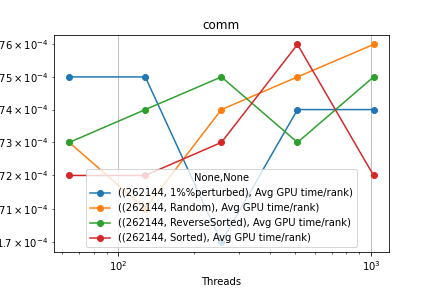 comm
76 × 10⁻⁴
75 × 10⁻⁴
74 × 10⁻⁴
73 × 10⁻⁴
72 × 10⁻⁴
71 × 10⁻⁴
1.7 × 10⁻⁴
None,None
((262144, 1%%perturbed), Avg GPU time/rank)
((262144, Random), Avg GPU time/rank)
((262144, ReverseSorted), Avg GPU time/rank)
((262144, Sorted), Avg GPU time/rank)
10² 10³
Threads